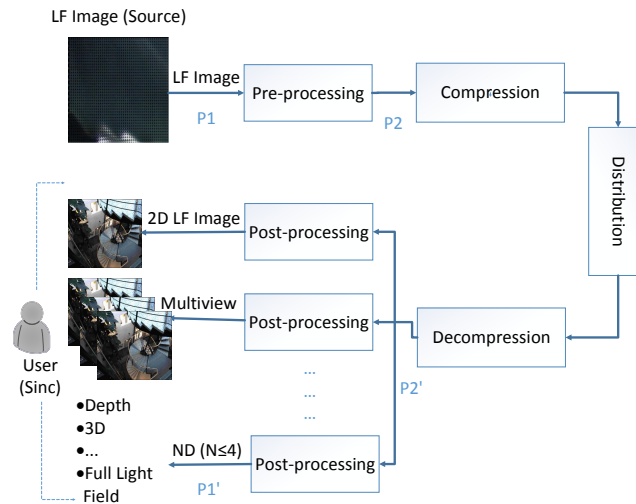 LF Image (Source)
LF Image
P1
Pre-processing
P2
Compression
Distribution
2D LF Image
Post-processing
Multiview
Post-processing
Decompression
User
(Sinc)
...
...
...
P2'
●Depth
●3D
●...
●Full Light
Field
ND (N≤4)
P1'
Post-processing